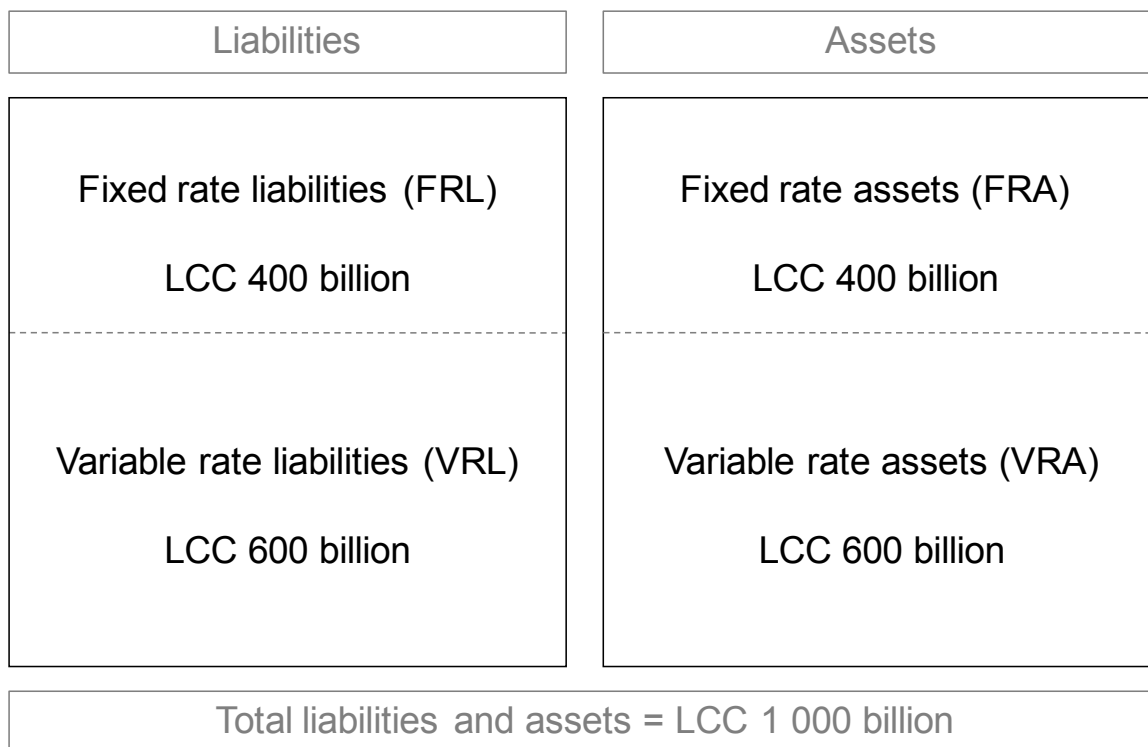 Liabilities
Assets
Fixed rate liabilities (FRL)
LCC 400 billion
Fixed rate assets (FRA)
LCC 400 billion
Variable rate liabilities (VRL)
LCC 600 billion
Variable rate assets (VRA)
LCC 600 billion
Total liabilities and assets = LCC 1 000 billion